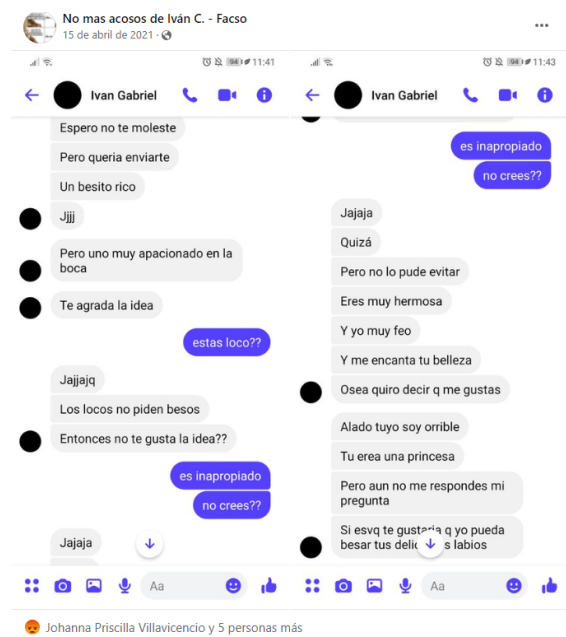 No mas acosos de Iván C. - Facso
15 de abril de 2021
94 11:41
Ivan Gabriel
Espero no te moleste
Pero queria enviarte
Un besito rico
Jjjj
Pero uno muy apacionado en la
boca
Te agrada la idea
estas loco??
Jajjajq
Los locos no piden besos
Entonces no te gusta la idea??
es inapropiado
no crees??
Jajaja
Aa
94 11:43
Ivan Gabriel
es inapropiado
no crees??
Jajaja
Quizá
Pero no lo pude evitar
Eres muy hermosa
Y yo muy feo
Y me encanta tu belleza
Osea quiro decir q me gustas
Alado tuyo soy orrible
Tu erea una princesa
Pero aun no me respondes mi
pregunta
Si esvq te gustaria q yo pueda
besar tus labios
Aa
Johanna Priscilla Villavicencio y 5 personas más